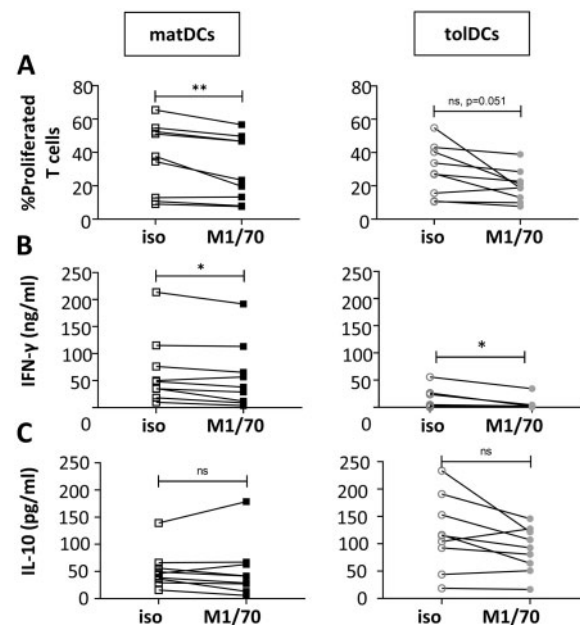 matDCs
tolDCs
A
%Proliferated
T cells
80
60
40
20
0
**
iso
M1/70
80
60
40
20
0
ns, p=0.051
iso
M1/70
B
IFN-γ (ng/ml)
250
200
150
100
50
0
*
iso
M1/70
250
200
150
100
50
0
*
iso
M1/70
C
IL-10 (pg/ml)
250
200
150
100
50
0
ns
iso
M1/70
250
200
150
100
50
0
ns
iso
M1/70